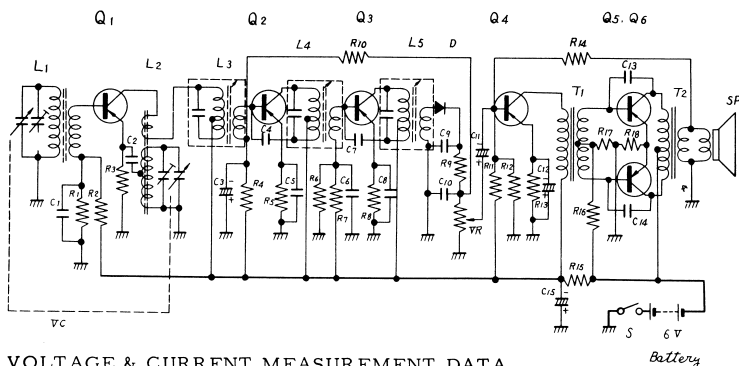 Q1 Q2 Q3 Q4 Q5. Q6
L1 L2 L3 L4 R10 L5 D R14 C13 SP
T1 T2
C2 C4 C7 C9 C11 R17 R18
R3 R9
C1 R1 R2 C3 R4 R5 C5 R6 R7 C6 R8 C8 C10 VR R11 R12 C12 R13 R16 C14
R15
VC C15 S 6V
Battery
VOLTAGE & CURRENT MEASUREMENT DATA